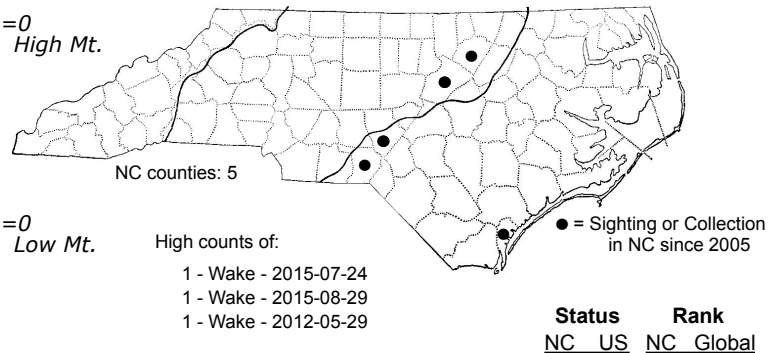 =0
High Mt.
NC counties: 5
=0
Low Mt.
High counts of:
1 - Wake - 2015-07-24
1 - Wake - 2015-08-29
1 - Wake - 2012-05-29
● = Sighting or Collection
in NC since 2005
Status Rank
NC US NC Global